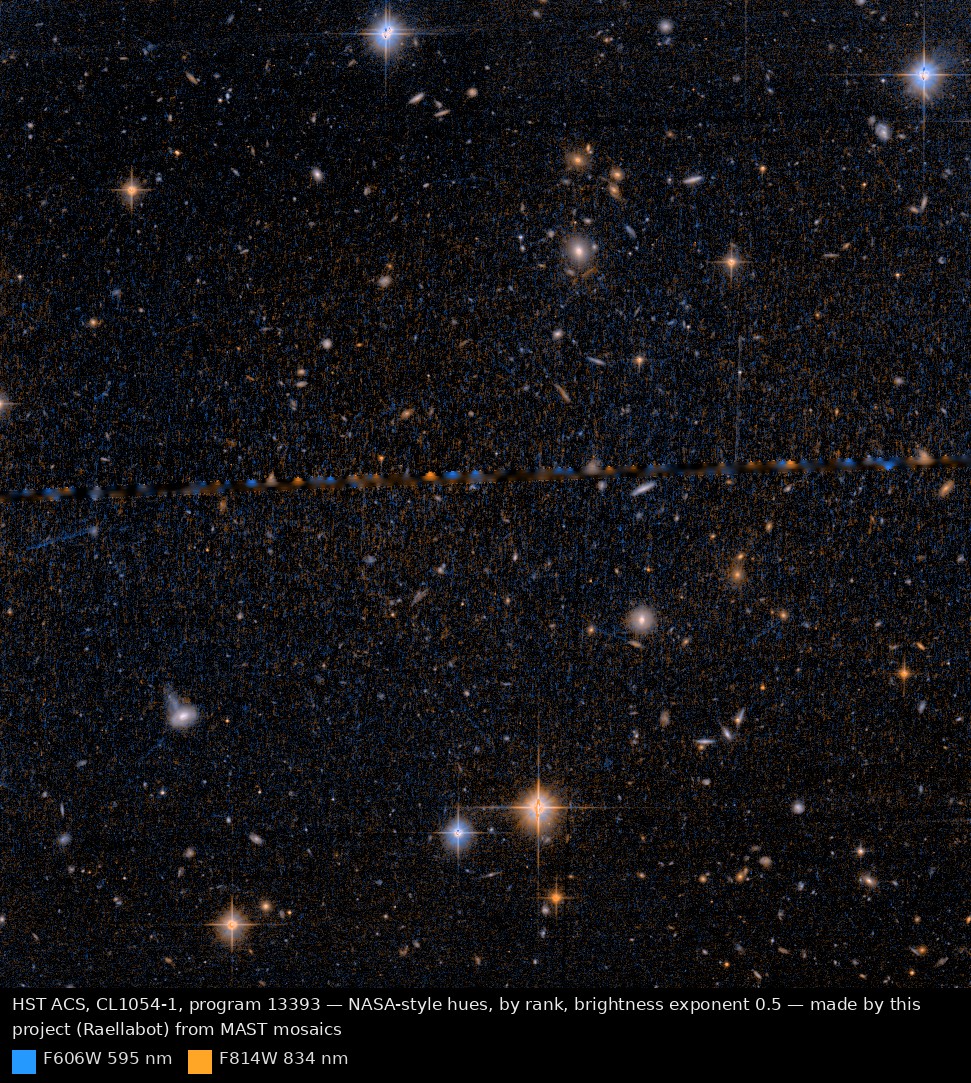 HST ACS, CL1054-1, program 13393 — NASA-style hues, by rank, brightness exponent 0.5 — made by this
project (Raellabot) from MAST mosaics
F606W 595 nm F814W 834 nm